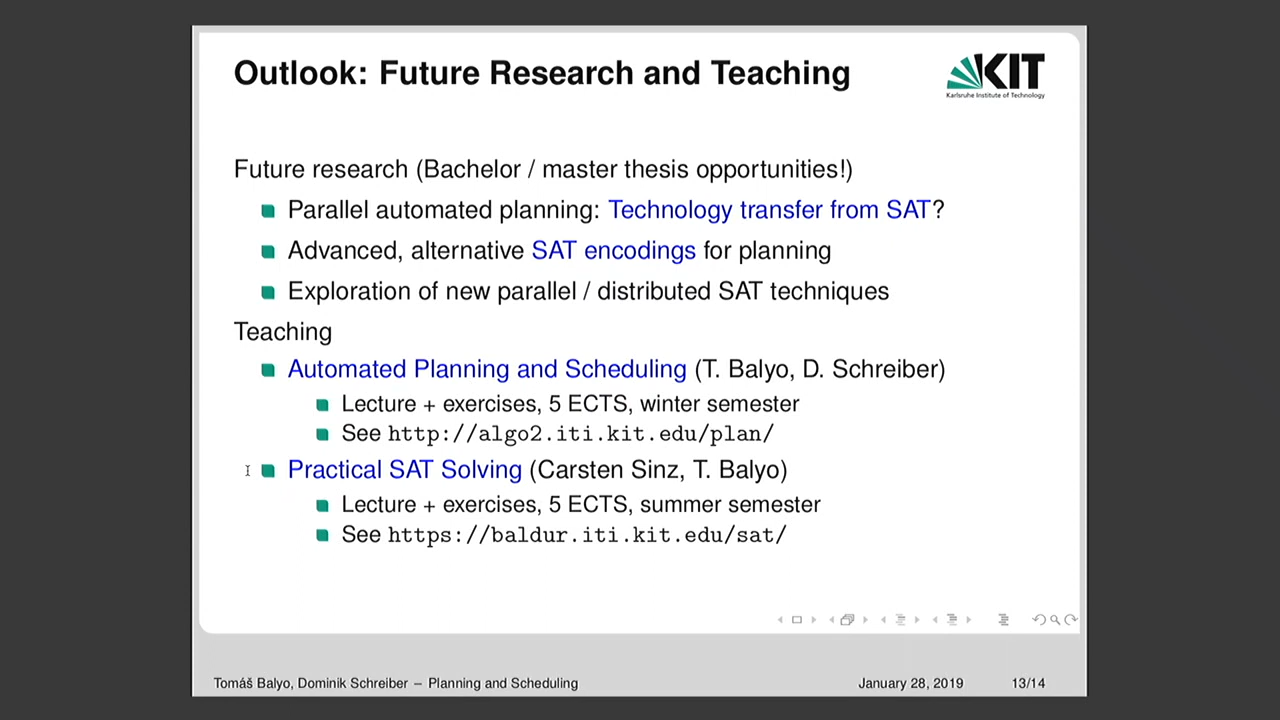 Outlook: Future Research and Teaching
KIT
Karlsruhe Institute of Technology
Future research (Bachelor / master thesis opportunities!)
Parallel automated planning: Technology transfer from SAT?
Advanced, alternative SAT encodings for planning
Exploration of new parallel / distributed SAT techniques
Teaching
Automated Planning and Scheduling (T. Balyo, D. Schreiber)
Lecture + exercises, 5 ECTS, winter semester
See http://algo2.iti.kit.edu/plan/
Practical SAT Solving (Carsten Sinz, T. Balyo)
Lecture + exercises, 5 ECTS, summer semester
See https://baldur.iti.kit.edu/sat/
Tomáš Balyo, Dominik Schreiber – Planning and Scheduling January 28, 2019 13/14